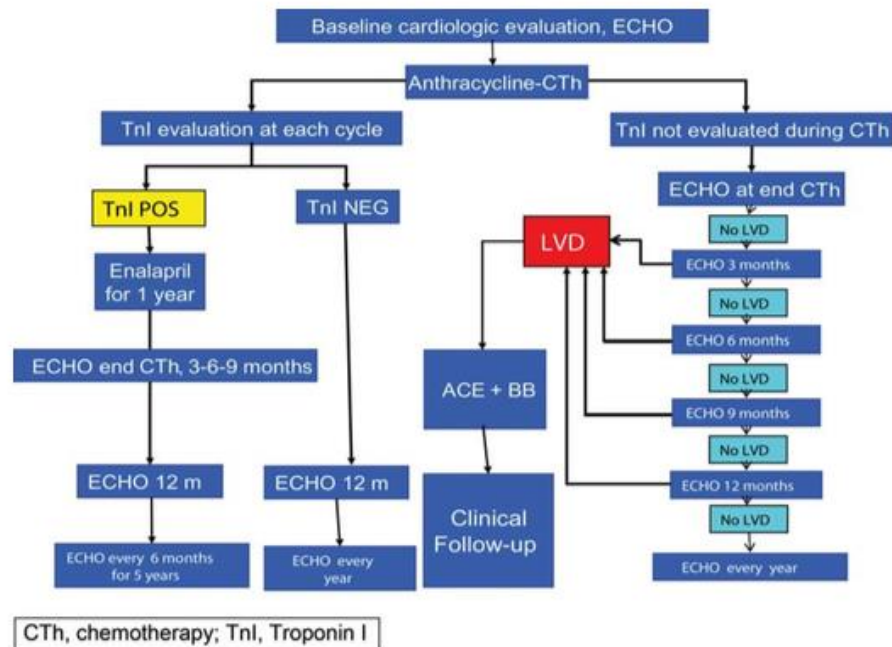 Baseline cardiologic evaluation, ECHO
Anthracycline-CTh
TnI evaluation at each cycle
TnI not evaluated during CTh
TnI POS
TnI NEG
ECHO at end CTh
No LVD
LVD
ECHO 3 months
Enalapril
for 1 year
No LVD
ECHO 6 months
ECHO end CTh, 3-6-9 months
ACE + BB
No LVD
ECHO 9 months
No LVD
ECHO 12 m
ECHO 12 m
ECHO 12 months
Clinical
Follow-up
No LVD
ECHO every 6 months
for 5 years
ECHO every
year
ECHO every year
CTh, chemotherapy; TnI, Troponin I